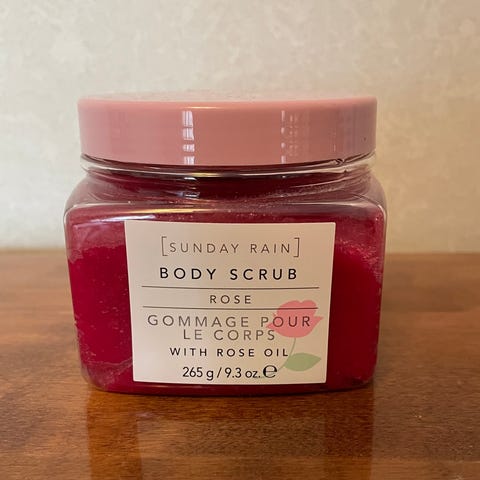 [SUNDAY RAIN]
BODY SCRUB
ROSE
GOMMAGE POUR
LE CORPS
WITH ROSE OIL
265 g / 9.3 oz. ℮